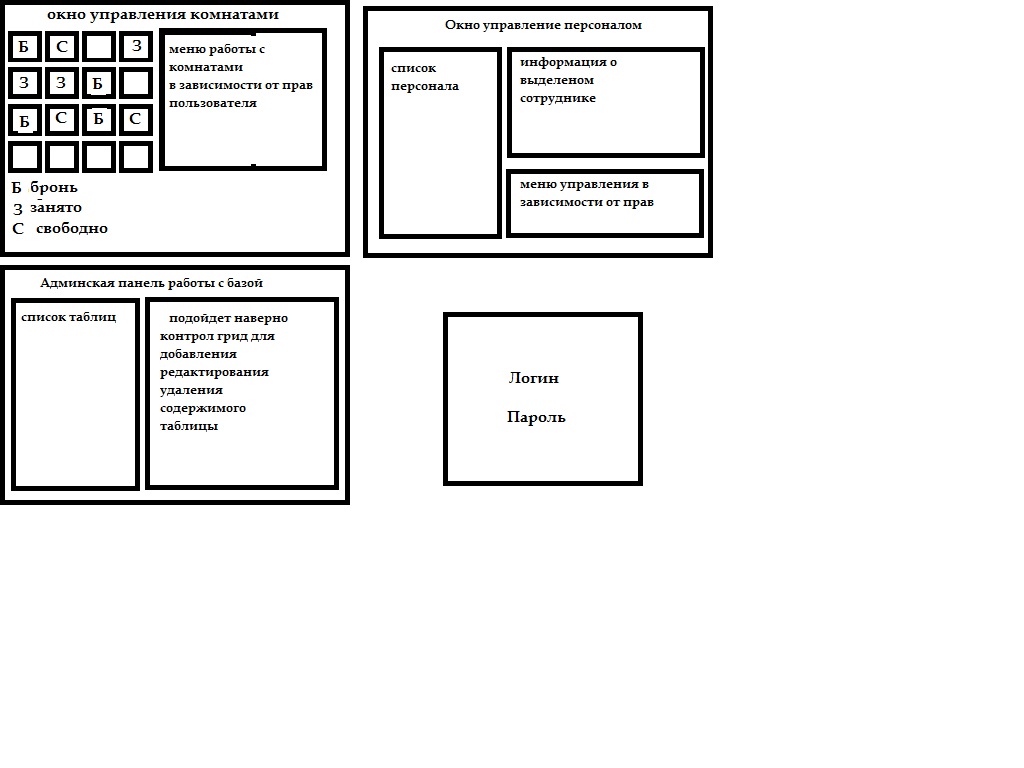 окно управления комнатами
Б С З
З З Б
Б С Б С
меню работы с
комнатами
в зависимости от прав
пользователя
Б бронь
З занято
С свободно
Окно управление персоналом
список
персонала
информация о
выделеном
сотруднике
меню управления в
зависимости от прав
Админская панель работы с базой
список таблиц
подойдет наверно
контрол грид для
добавления
редактирования
удаления
содержимого
таблицы
Логин
Пароль